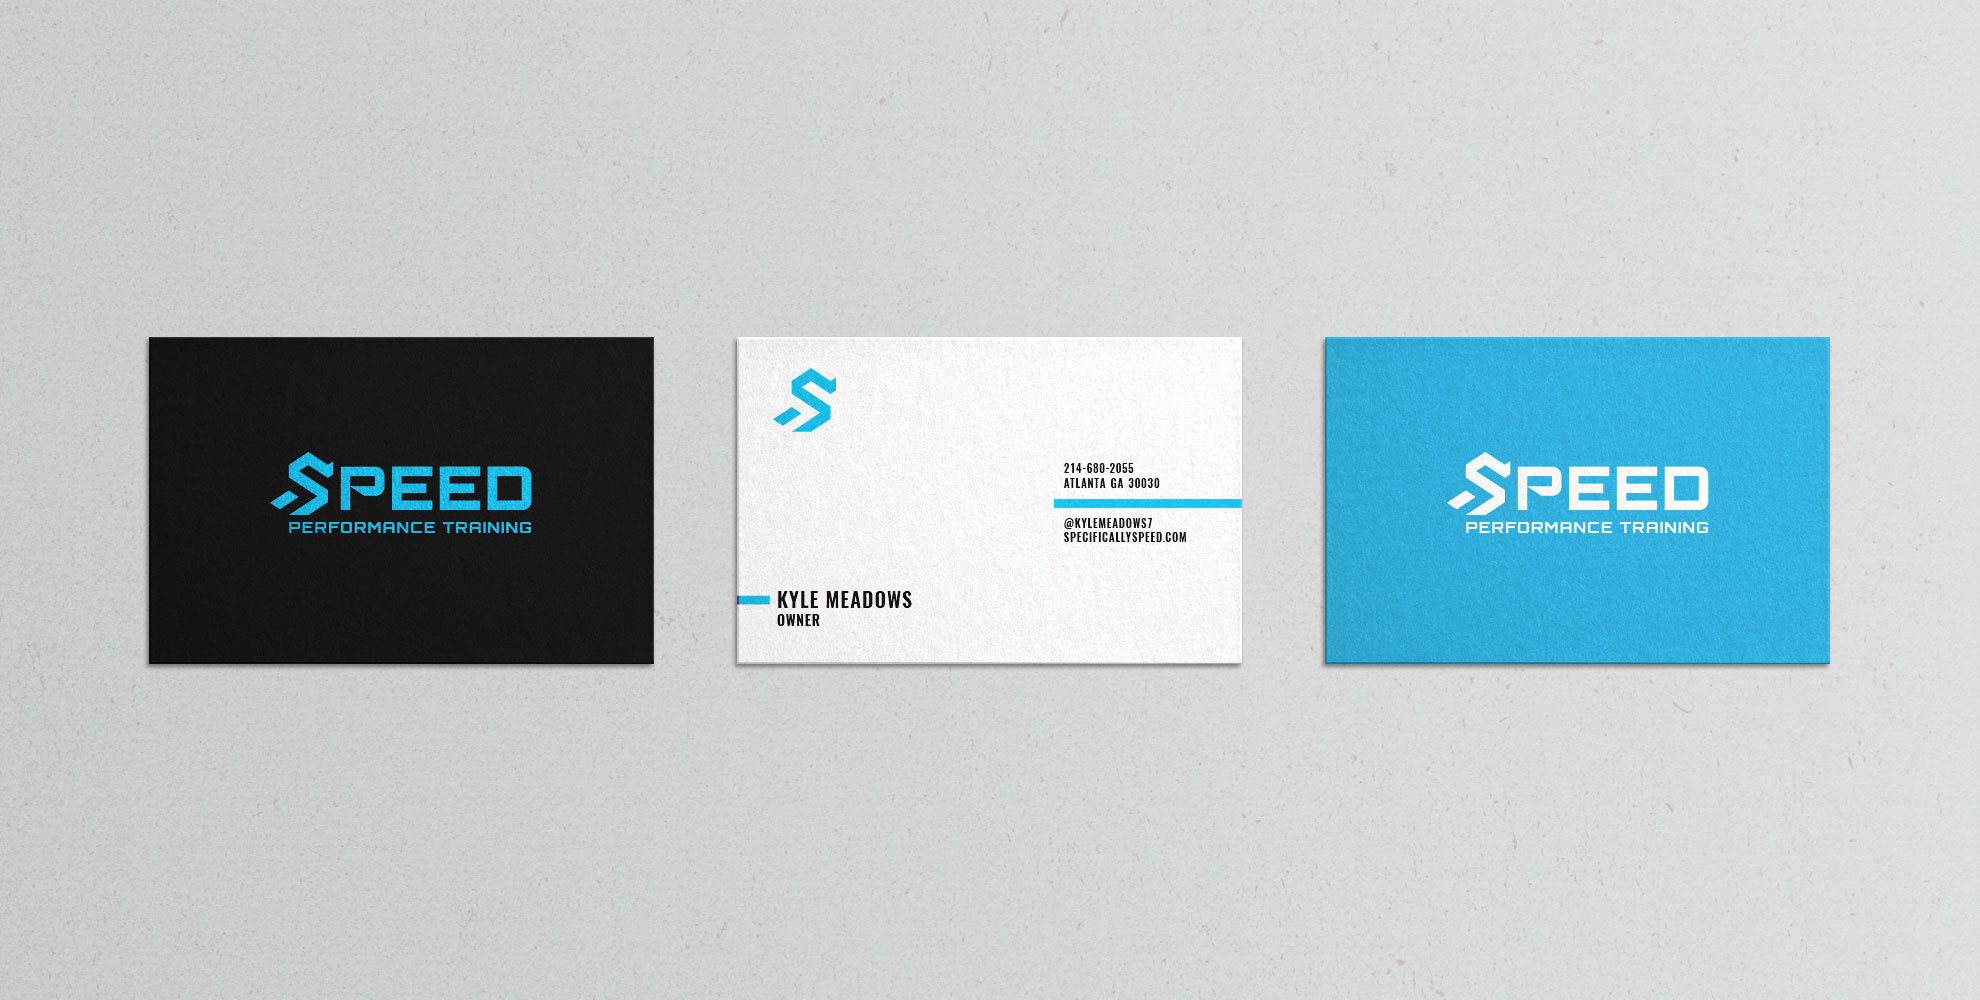 SPEED
PERFORMANCE TRAINING
214-680-2055
ATLANTA GA 30030
@KYLEMEADOWS7
SPECIFICALLYSPEED.COM
KYLE MEADOWS
OWNER
SPEED
PERFORMANCE TRAINING